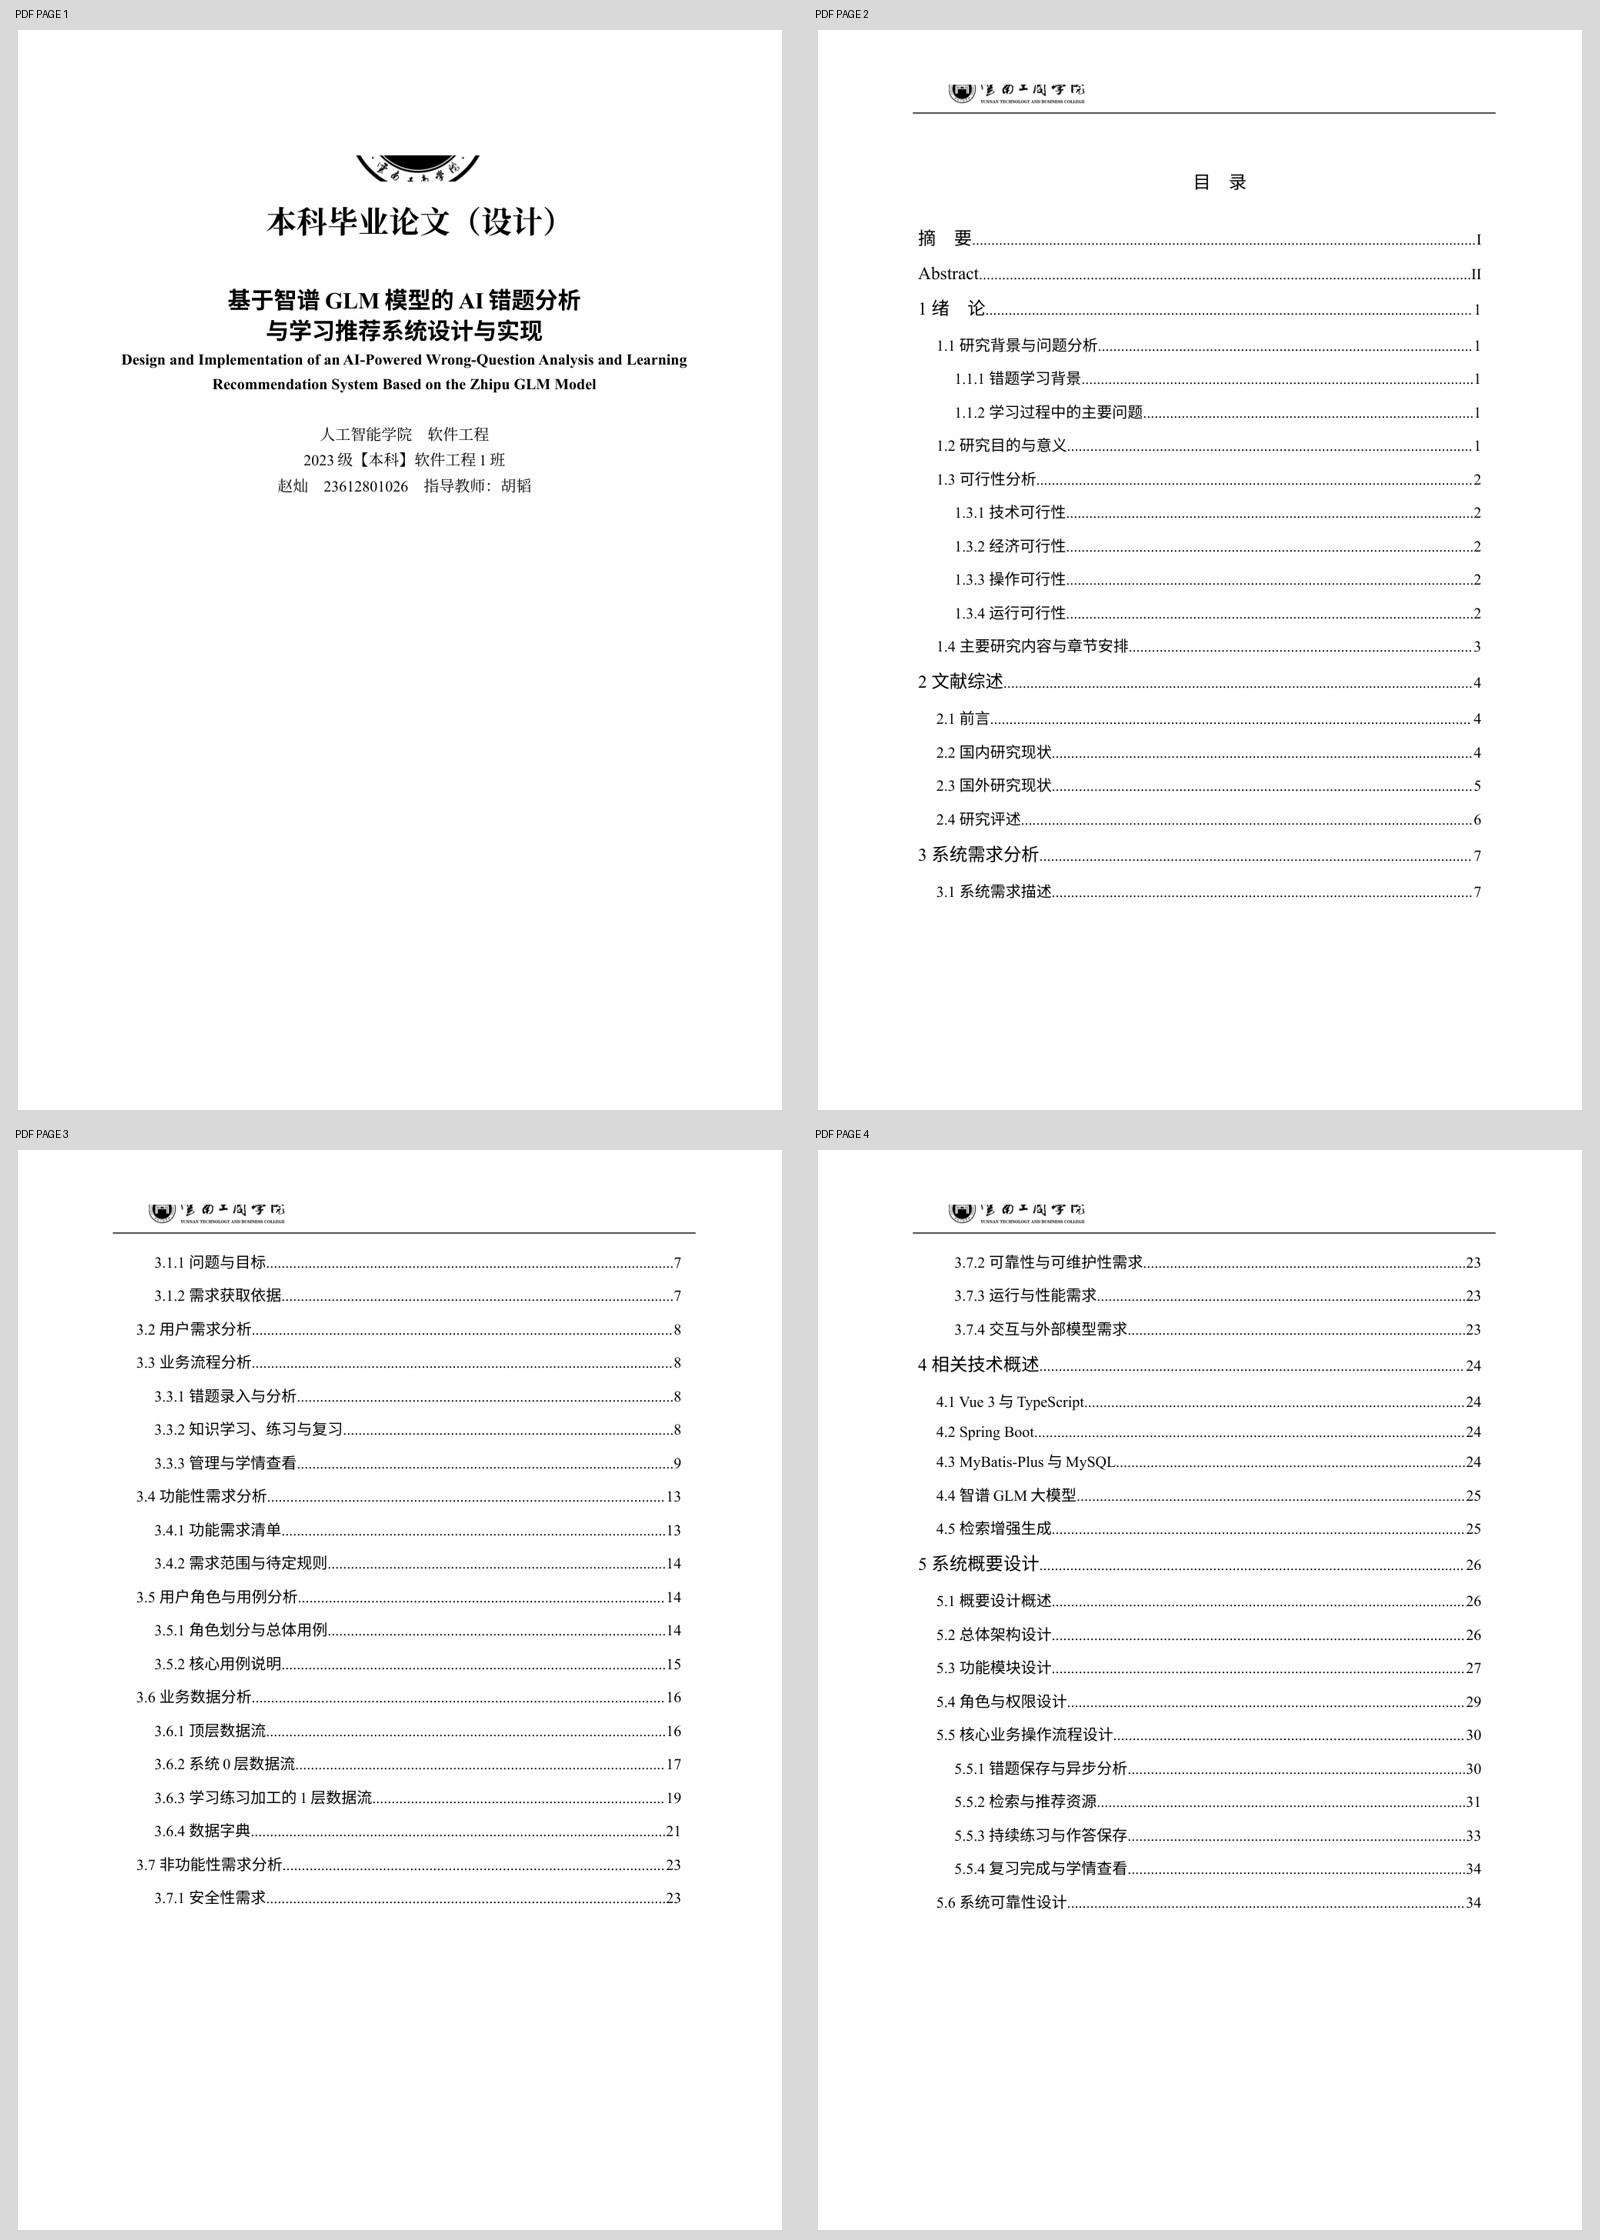 PDF PAGE 1
本科毕业论文（设计）
基于智谱 GLM 模型的 AI 错题分析
与学习推荐系统设计与实现
Design and Implementation of an AI-Powered Wrong-Question Analysis and Learning
Recommendation System Based on the Zhipu GLM Model
人工智能学院 软件工程
2023 级【本科】软件工程 1 班
赵灿 23612801026 指导教师：胡韬
PDF PAGE 2
YUNNAN TECHNOLOGY AND BUSINESS COLLEGE
目 录
摘 要 I
Abstract II
1 绪 论 1
1.1 研究背景与问题分析 1
1.1.1 错题学习背景 1
1.1.2 学习过程中的主要问题 1
1.2 研究目的与意义 1
1.3 可行性分析 2
1.3.1 技术可行性 2
1.3.2 经济可行性 2
1.3.3 操作可行性 2
1.3.4 运行可行性 2
1.4 主要研究内容与章节安排 3
2 文献综述 4
2.1 前言 4
2.2 国内研究现状 4
2.3 国外研究现状 5
2.4 研究评述 6
3 系统需求分析 7
3.1 系统需求描述 7
PDF PAGE 3
YUNNAN TECHNOLOGY AND BUSINESS COLLEGE
3.1.1 问题与目标 7
3.1.2 需求获取依据 7
3.2 用户需求分析 8
3.3 业务流程分析 8
3.3.1 错题录入与分析 8
3.3.2 知识学习、练习与复习 8
3.3.3 管理与学情查看 9
3.4 功能性需求分析 13
3.4.1 功能需求清单 13
3.4.2 需求范围与待定规则 14
3.5 用户角色与用例分析 14
3.5.1 角色划分与总体用例 14
3.5.2 核心用例说明 15
3.6 业务数据分析 16
3.6.1 顶层数据流 16
3.6.2 系统 0 层数据流 17
3.6.3 学习练习加工的 1 层数据流 19
3.6.4 数据字典 21
3.7 非功能性需求分析 23
3.7.1 安全性需求 23
PDF PAGE 4
YUNNAN TECHNOLOGY AND BUSINESS COLLEGE
3.7.2 可靠性与可维护性需求 23
3.7.3 运行与性能需求 23
3.7.4 交互与外部模型需求 23
4 相关技术概述 24
4.1 Vue 3 与 TypeScript 24
4.2 Spring Boot 24
4.3 MyBatis-Plus 与 MySQL 24
4.4 智谱 GLM 大模型 25
4.5 检索增强生成 25
5 系统概要设计 26
5.1 概要设计概述 26
5.2 总体架构设计 26
5.3 功能模块设计 27
5.4 角色与权限设计 29
5.5 核心业务操作流程设计 30
5.5.1 错题保存与异步分析 30
5.5.2 检索与推荐资源 31
5.5.3 持续练习与作答保存 33
5.5.4 复习完成与学情查看 34
5.6 系统可靠性设计 34